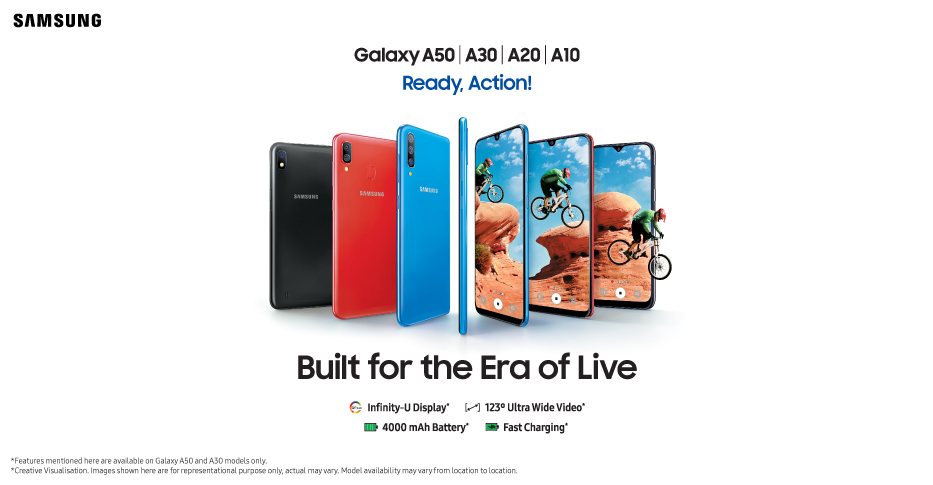 SAMSUNG
Galaxy A50 | A30 | A20 | A10
Ready, Action!
SAMSUNG
SAMSUNG
SAMSUNG
Built for the Era of Live
Infinity-U Display* 123° Ultra Wide Video*
4000 mAh Battery* Fast Charging*
*Features mentioned here are available on Galaxy A50 and A30 models only.
*Creative Visualisation. Images shown here are for representational purpose only, actual may vary. Model availability may vary from location to location.